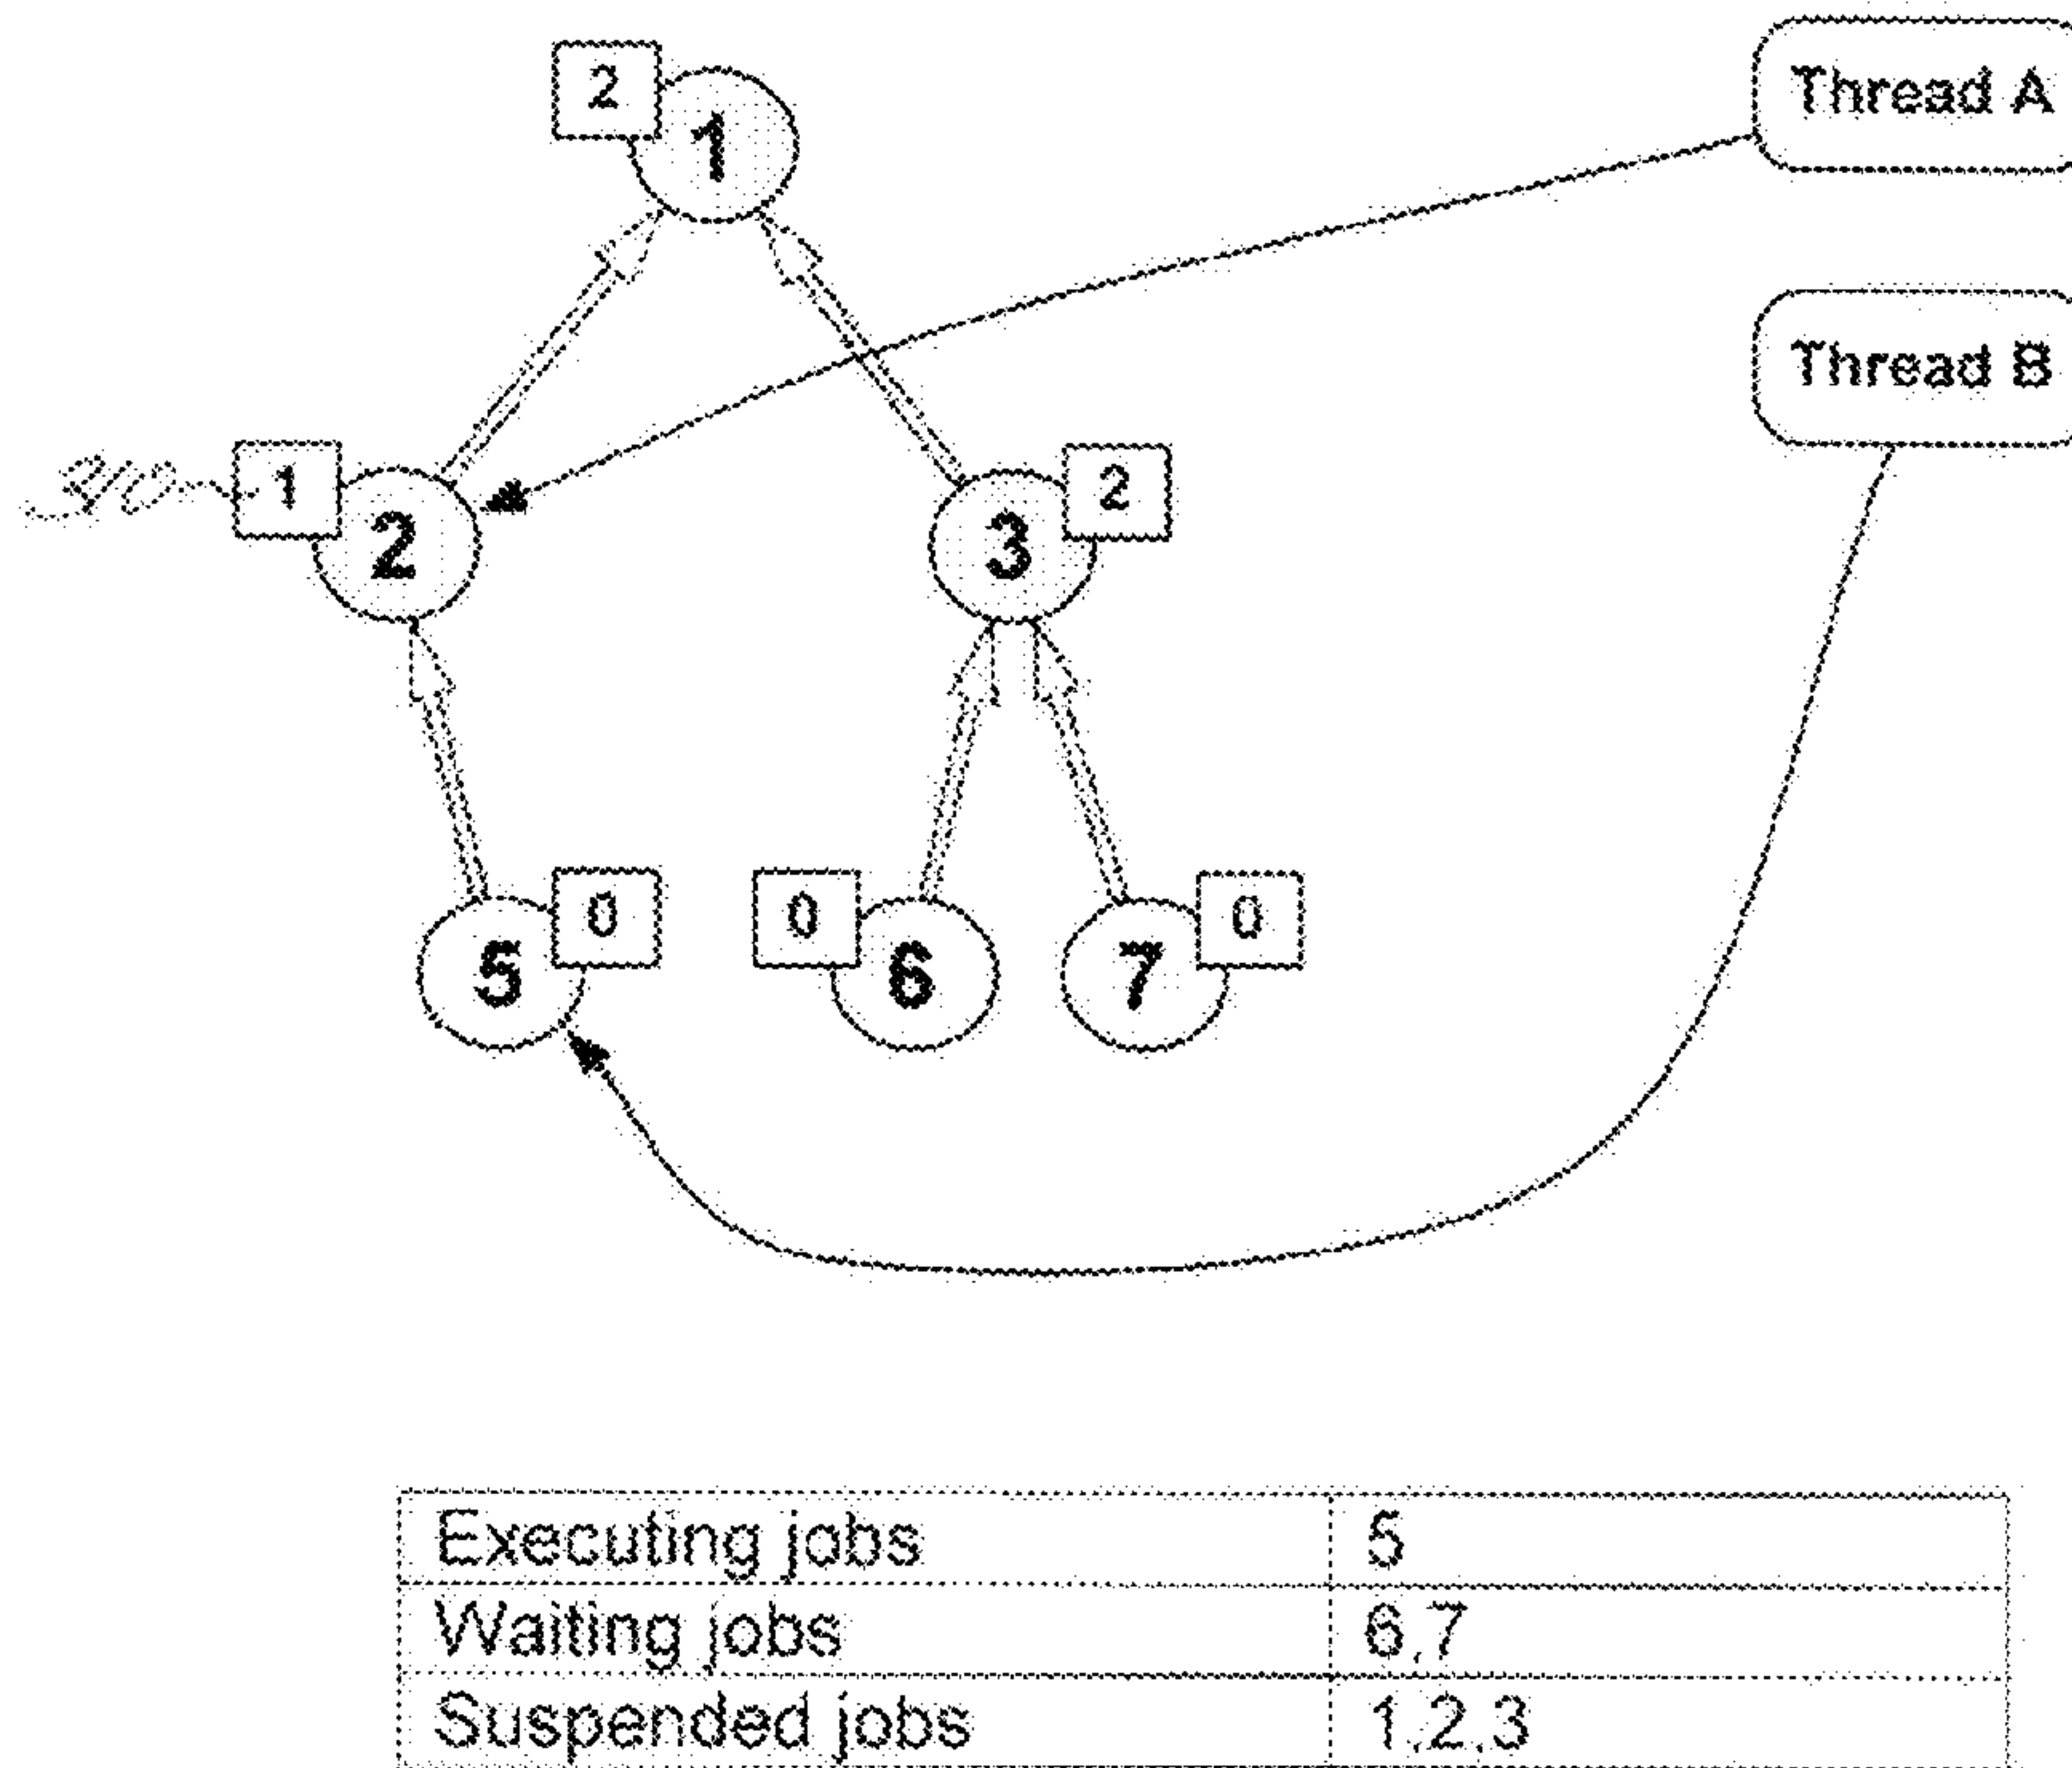 2
1
Thread A
Thread B
310
1
2
3
2
5
0
0
6
7
0
Executing jobs 5
Waiting jobs 6,7
Suspended jobs 1,2,3